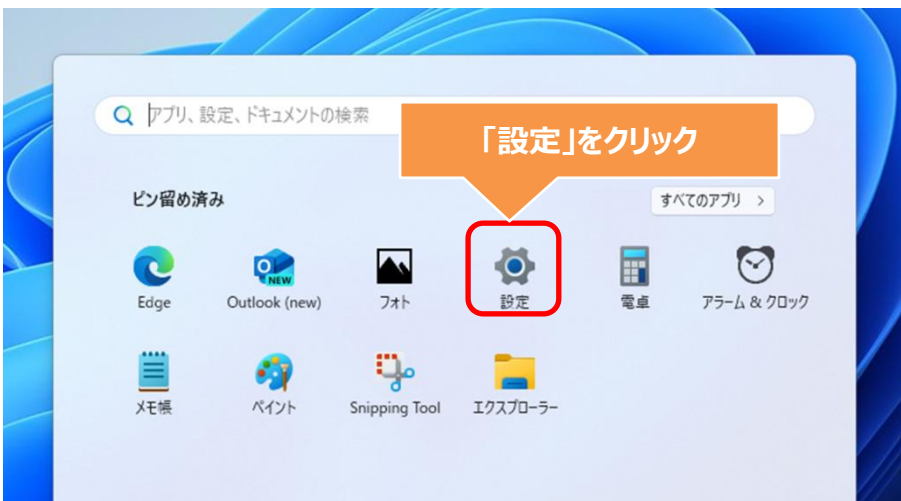 アプリ、設定、ドキュメントの検索
「設定」をクリック
ピン留め済み
すべてのアプリ >
Edge
NEW
Outlook (new)
フォト
設定
電卓
アラーム & クロック
メモ帳
ペイント
Snipping Tool
エクスプローラー